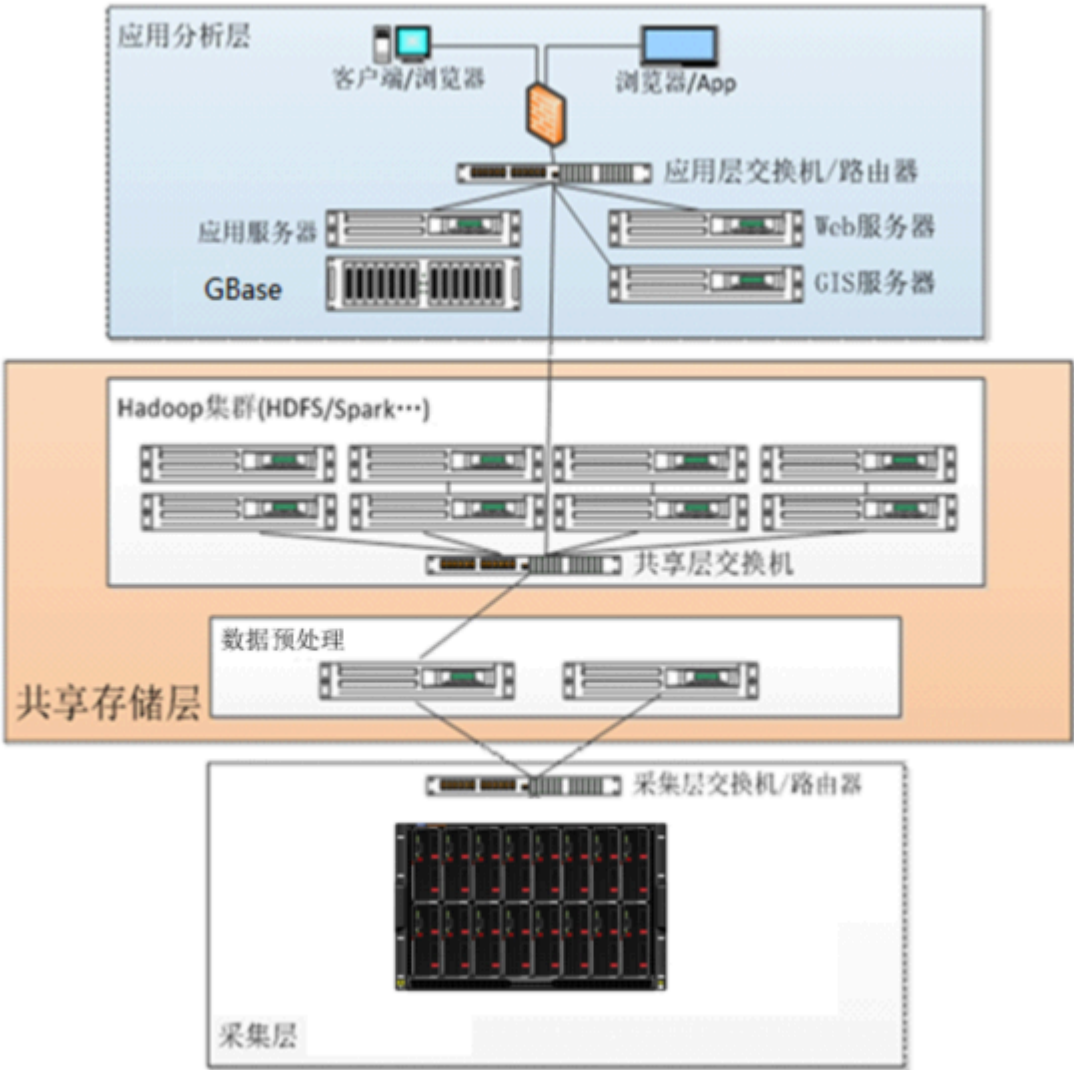 应用分析层
客户端/浏览器
浏览器/App
应用层交换机/路由器
应用服务器
Web服务器
GBase
GIS服务器
Hadoop集群(HDFS/Spark…)
共享层交换机
数据预处理
共享存储层
采集层交换机/路由器
采集层